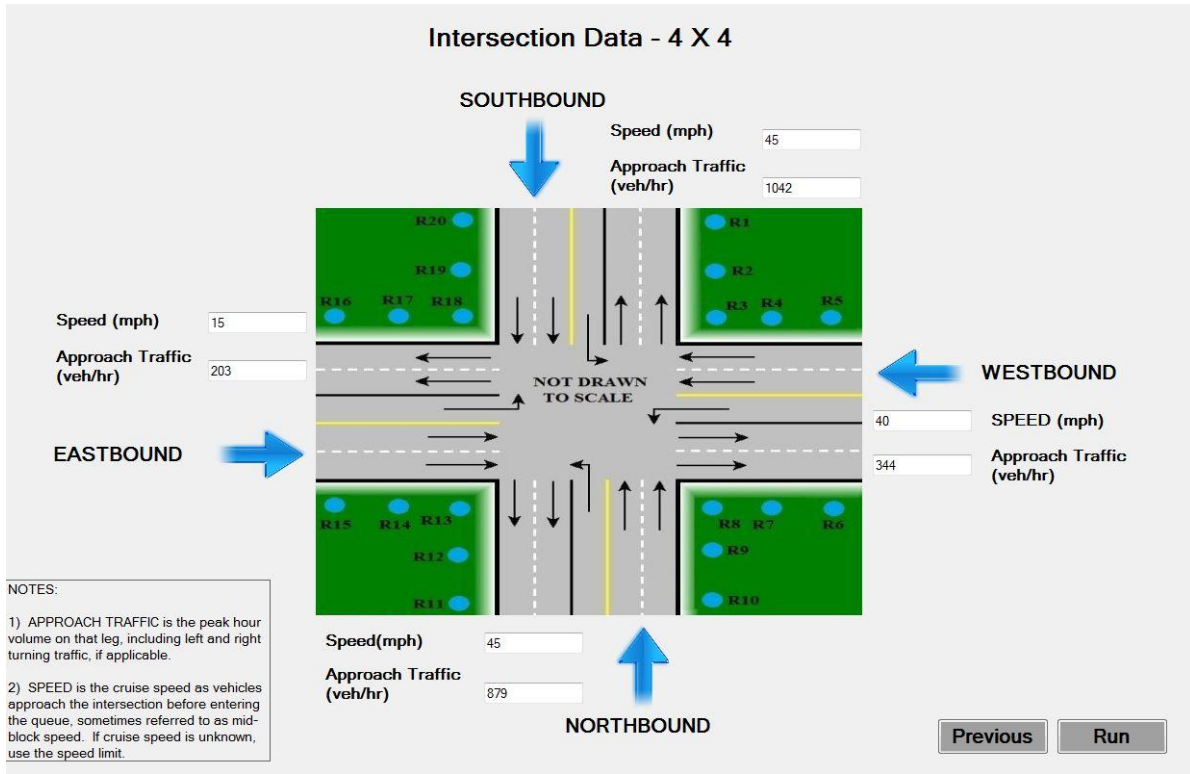 Intersection Data - 4 X 4
SOUTHBOUND
Speed (mph)
45
Approach Traffic
(veh/hr)
1042
R20
R1
R19
R2
R16 R17 R18
R3 R4 R5
Speed (mph)
15
Approach Traffic
(veh/hr)
203
NOT DRAWN
TO SCALE
WESTBOUND
40
SPEED (mph)
EASTBOUND
344
Approach Traffic
(veh/hr)
R15 R14 R13
R8 R7 R6
R12
R9
R11
R10
NOTES:
1) APPROACH TRAFFIC is the peak hour
volume on that leg, including left and right
turning traffic, if applicable.
2) SPEED is the cruise speed as vehicles
approach the intersection before entering
the queue, sometimes referred to as mid-
block speed. If cruise speed is unknown,
use the speed limit.
Speed(mph)
45
Approach Traffic
(veh/hr)
879
NORTHBOUND
Previous
Run